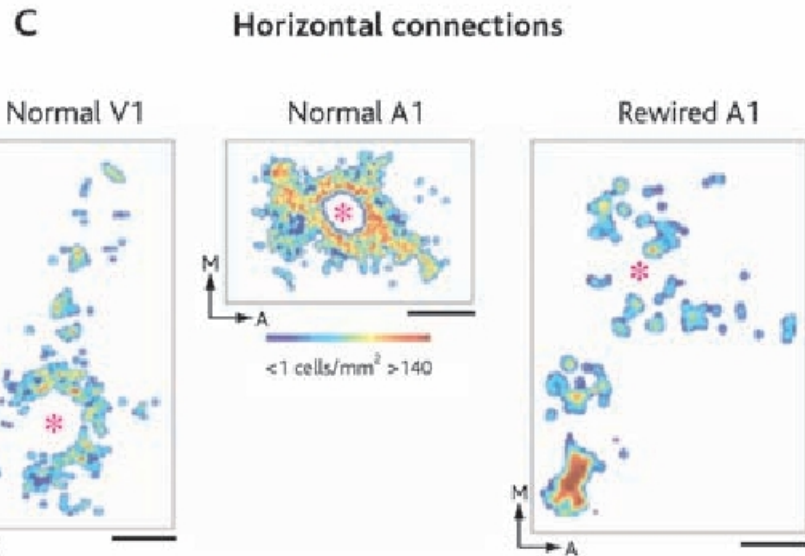 C
Horizontal connections
Normal V1
Normal A1
Rewired A1
*
*
*
M
A
<1 cells/mm² >140
M
A